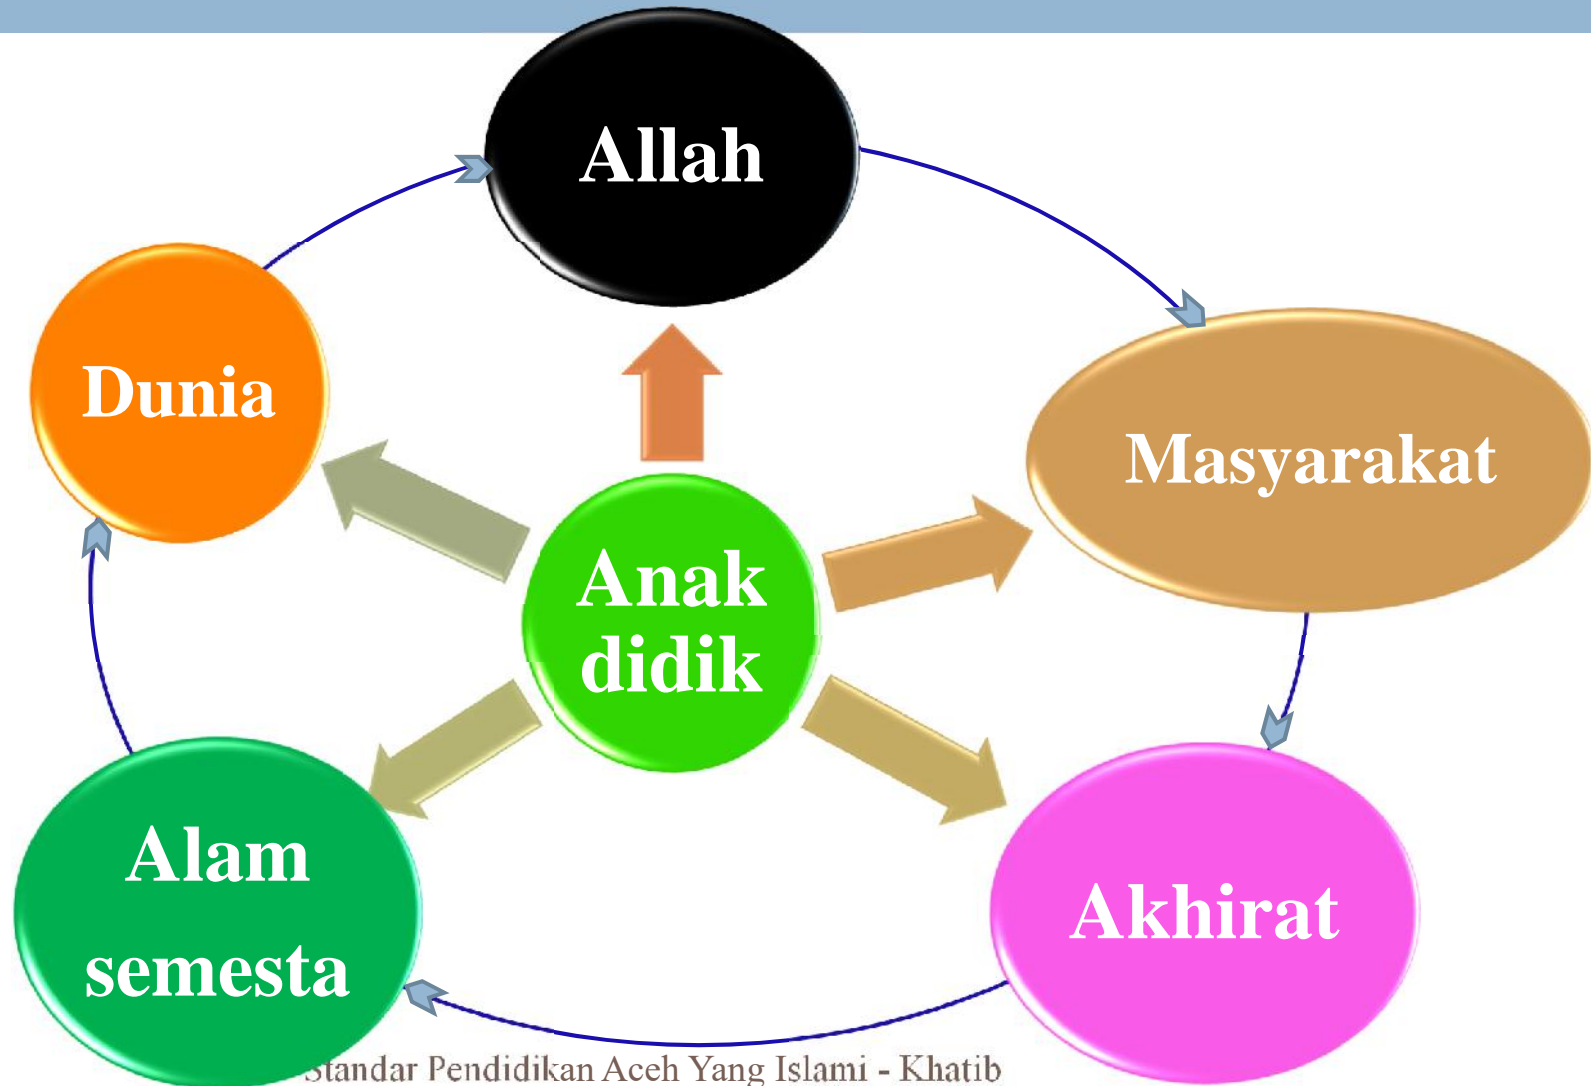 Allah
Dunia
Masyarakat
Anak
didik
Alam
semesta
Akhirat
Standar Pendidikan Aceh Yang Islami - Khatib